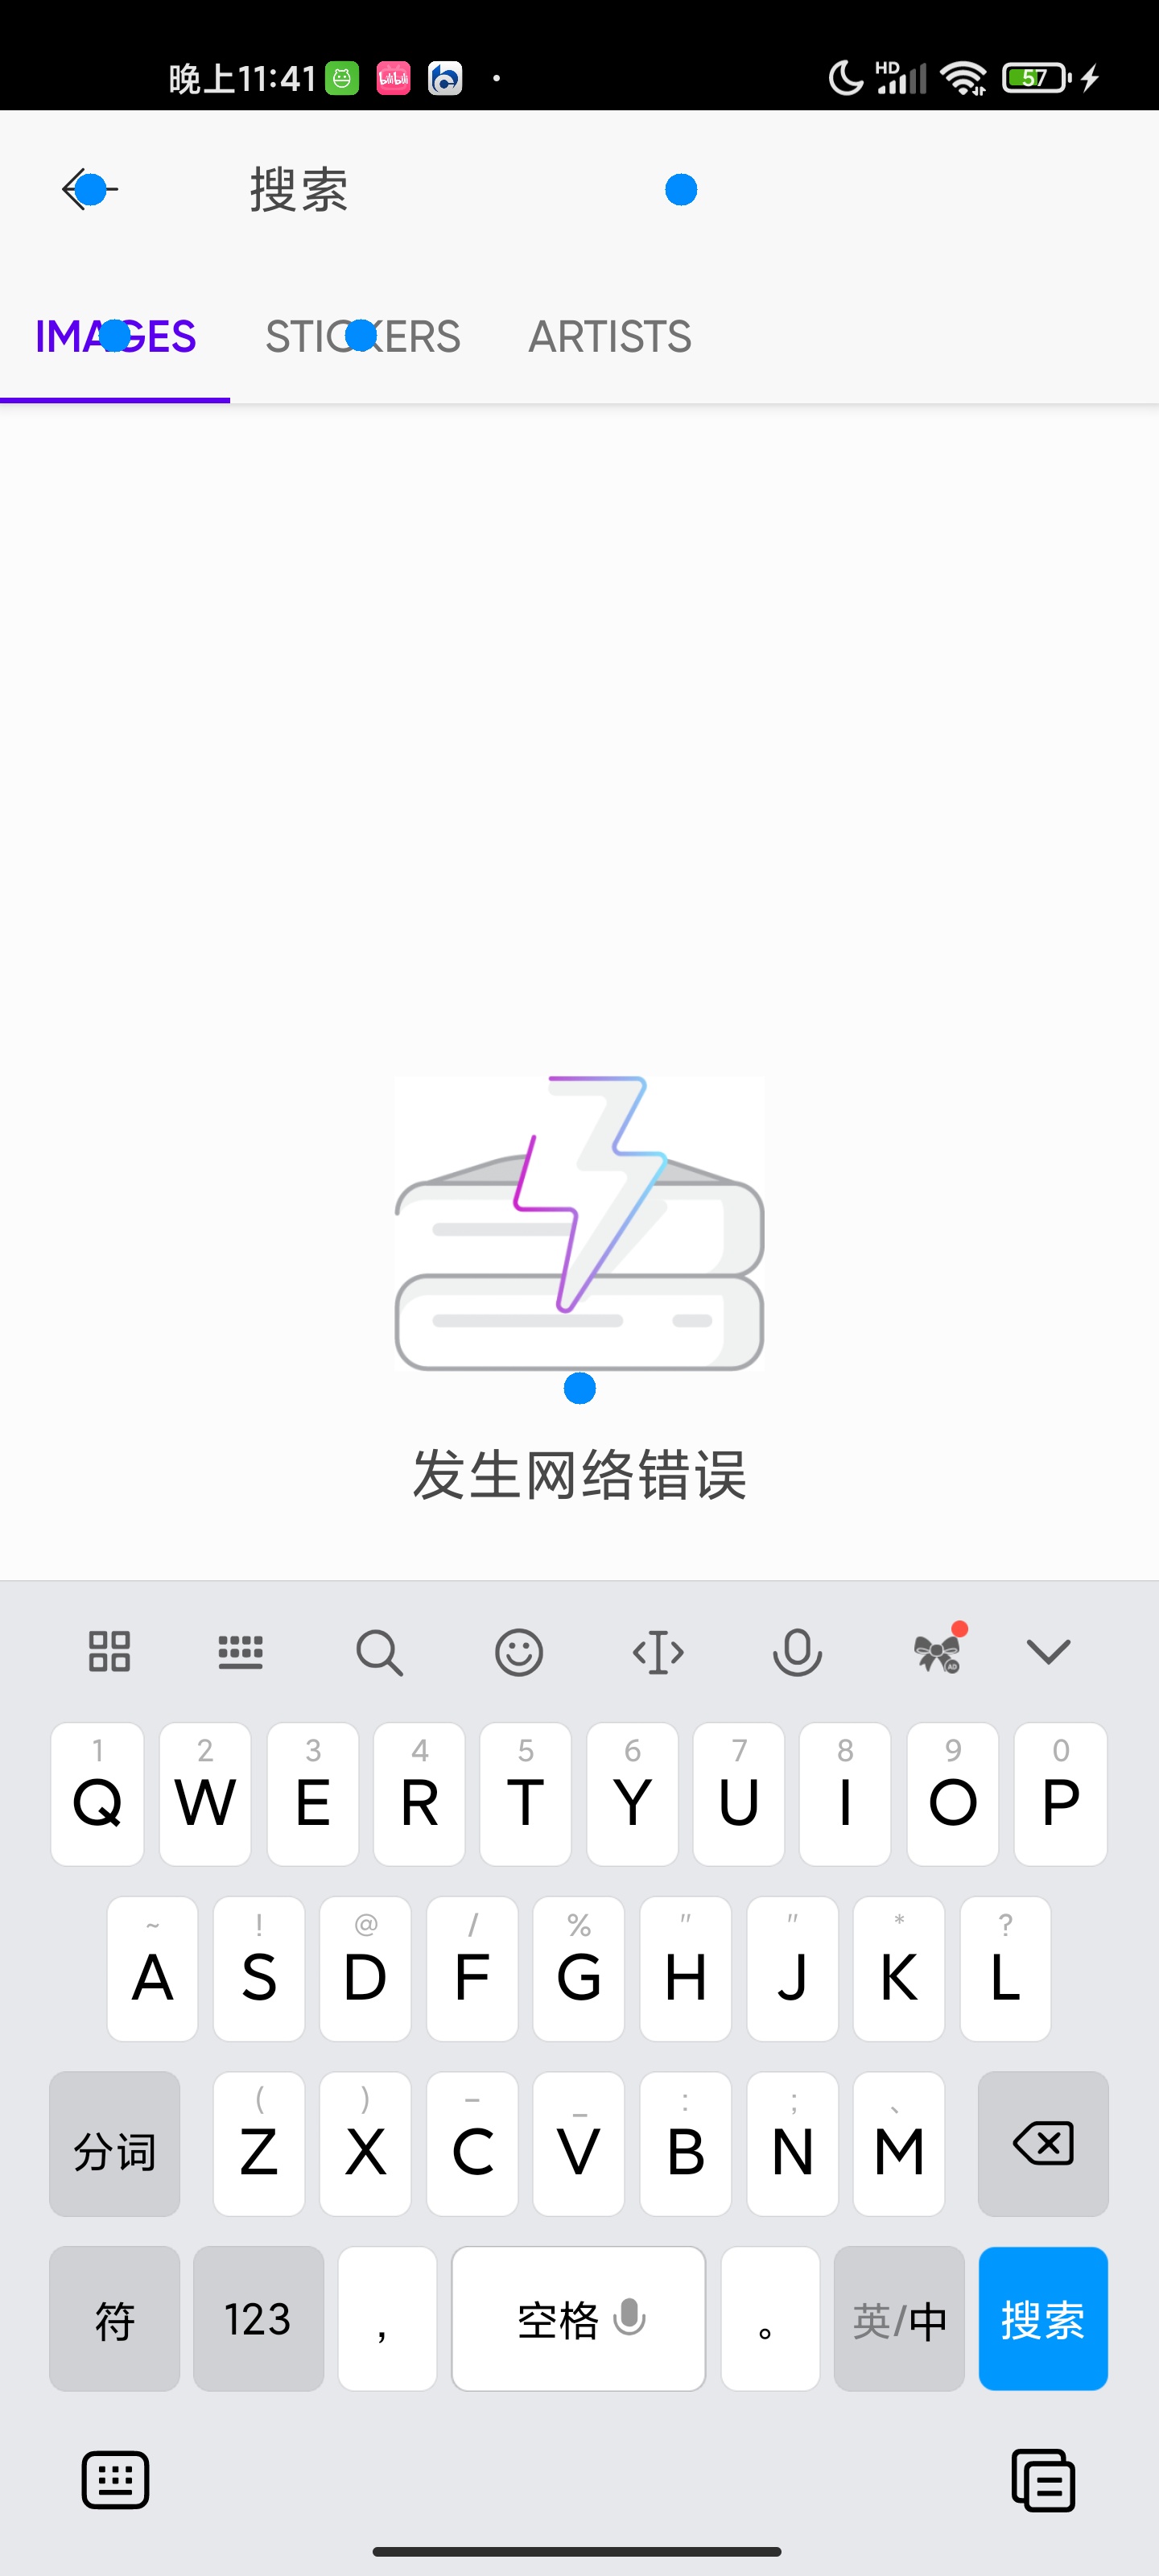 晚上11:41 bilibili HD 57
搜索
IMAGES STICKERS ARTISTS
发生网络错误
AD
1 2 3 4 5 6 7 8 9 0
Q W E R T Y U I O P
~ ! @ / % " " * ?
A S D F G H J K L
( ) – _ : ; 、
分词 Z X C V B N M
符 123 , 空格 。 英/中 搜索